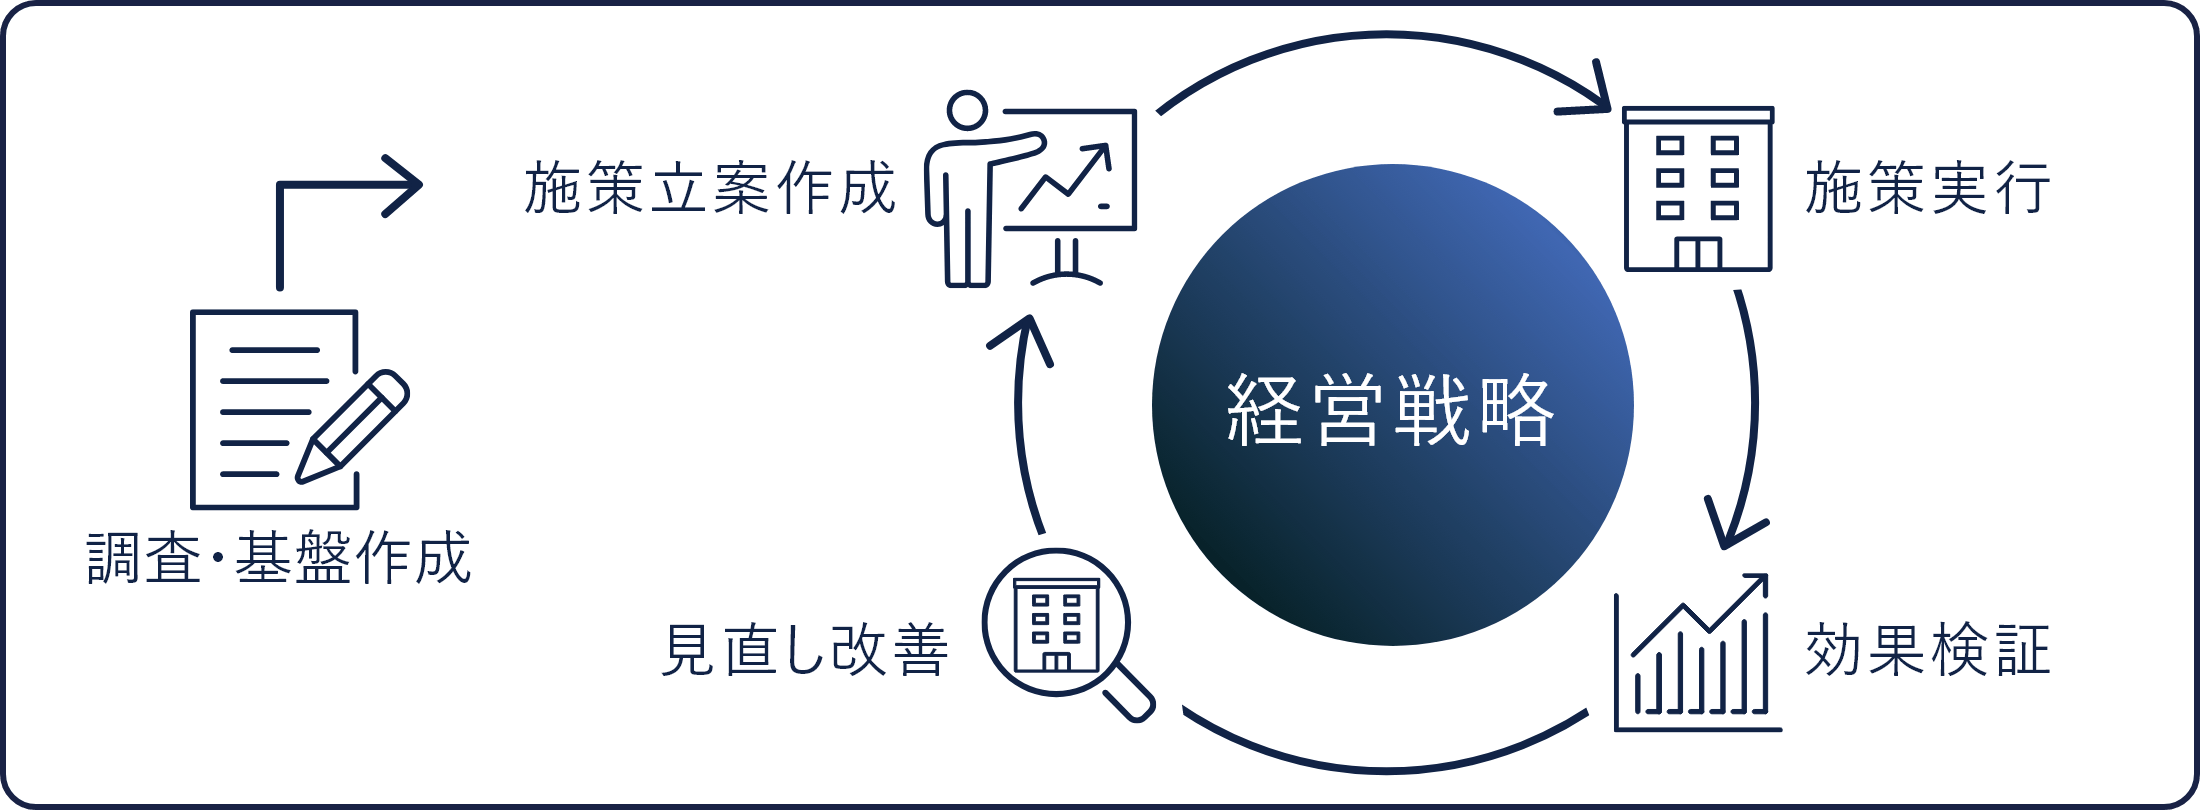 施策立案作成
施策実行
経営戦略
調査・基盤作成
見直し改善
効果検証